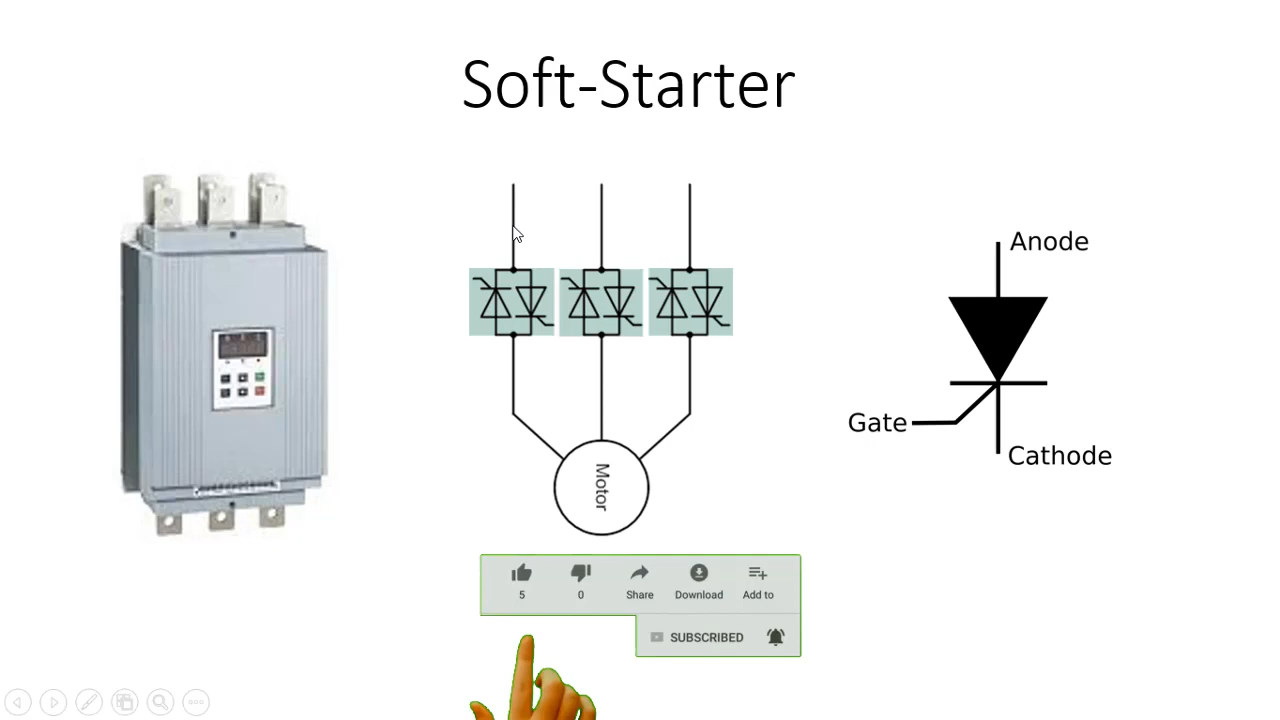 Soft-Starter
Anode
Gate
Cathode
Motor
5
0
Share
Download
Add to
SUBSCRIBED